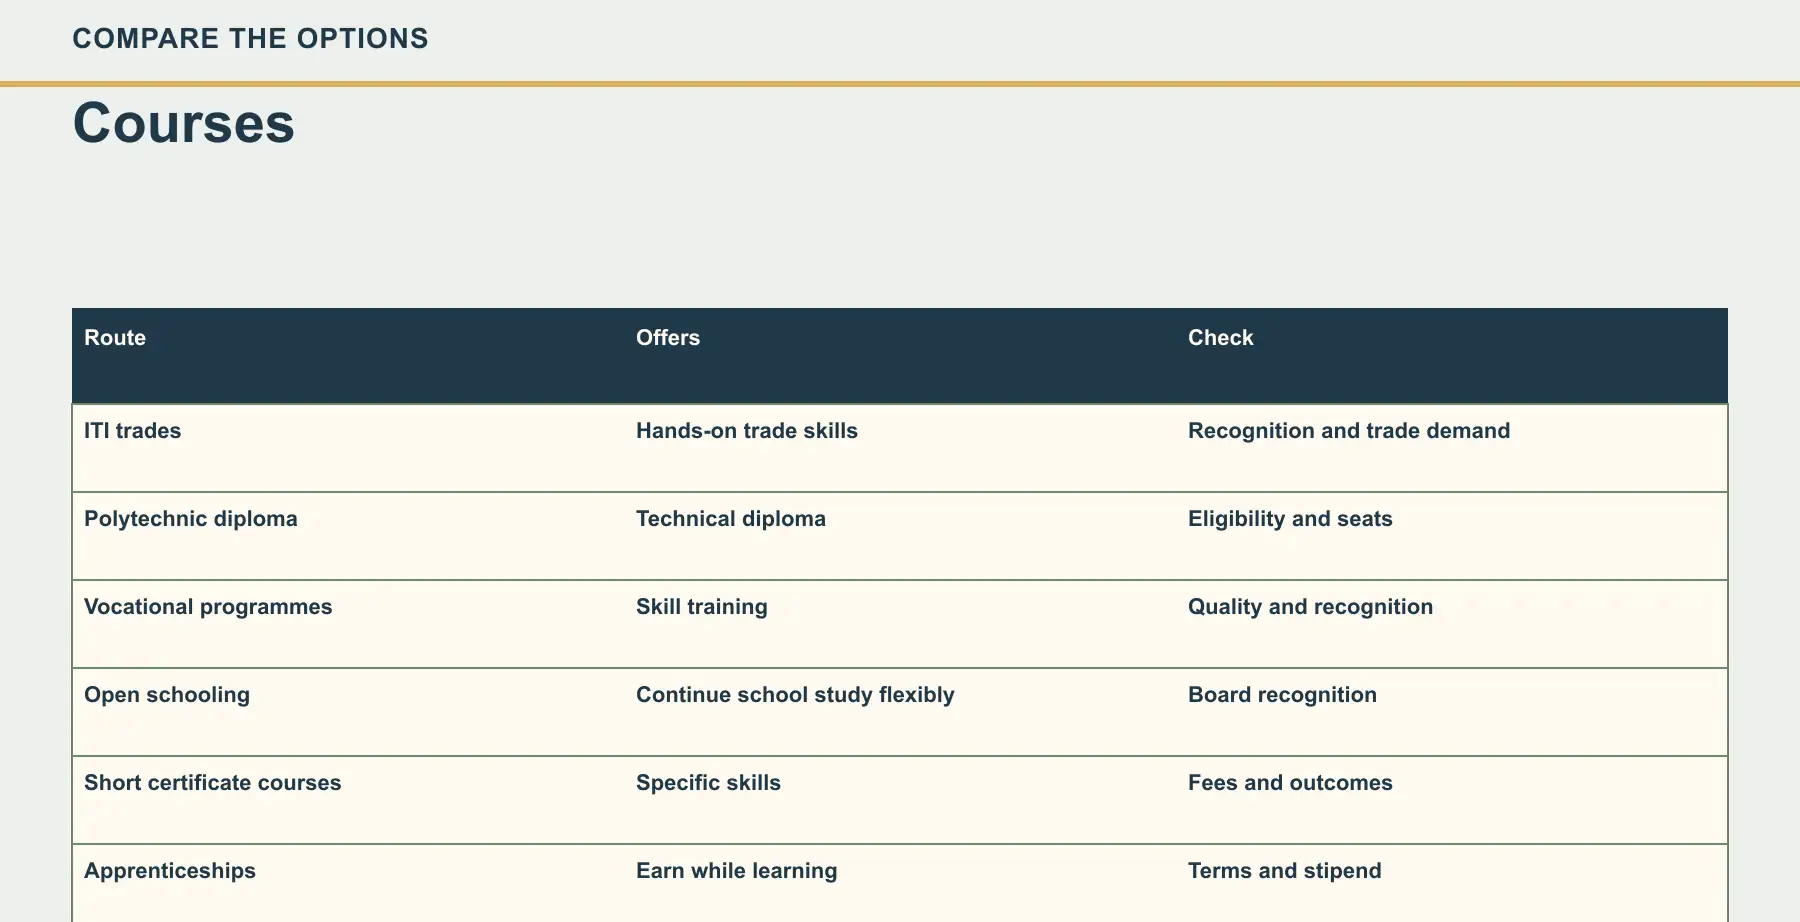 COMPARE THE OPTIONS
Courses
Route Offers Check
ITI trades Hands-on trade skills Recognition and trade demand
Polytechnic diploma Technical diploma Eligibility and seats
Vocational programmes Skill training Quality and recognition
Open schooling Continue school study flexibly Board recognition
Short certificate courses Specific skills Fees and outcomes
Apprenticeships Earn while learning Terms and stipend